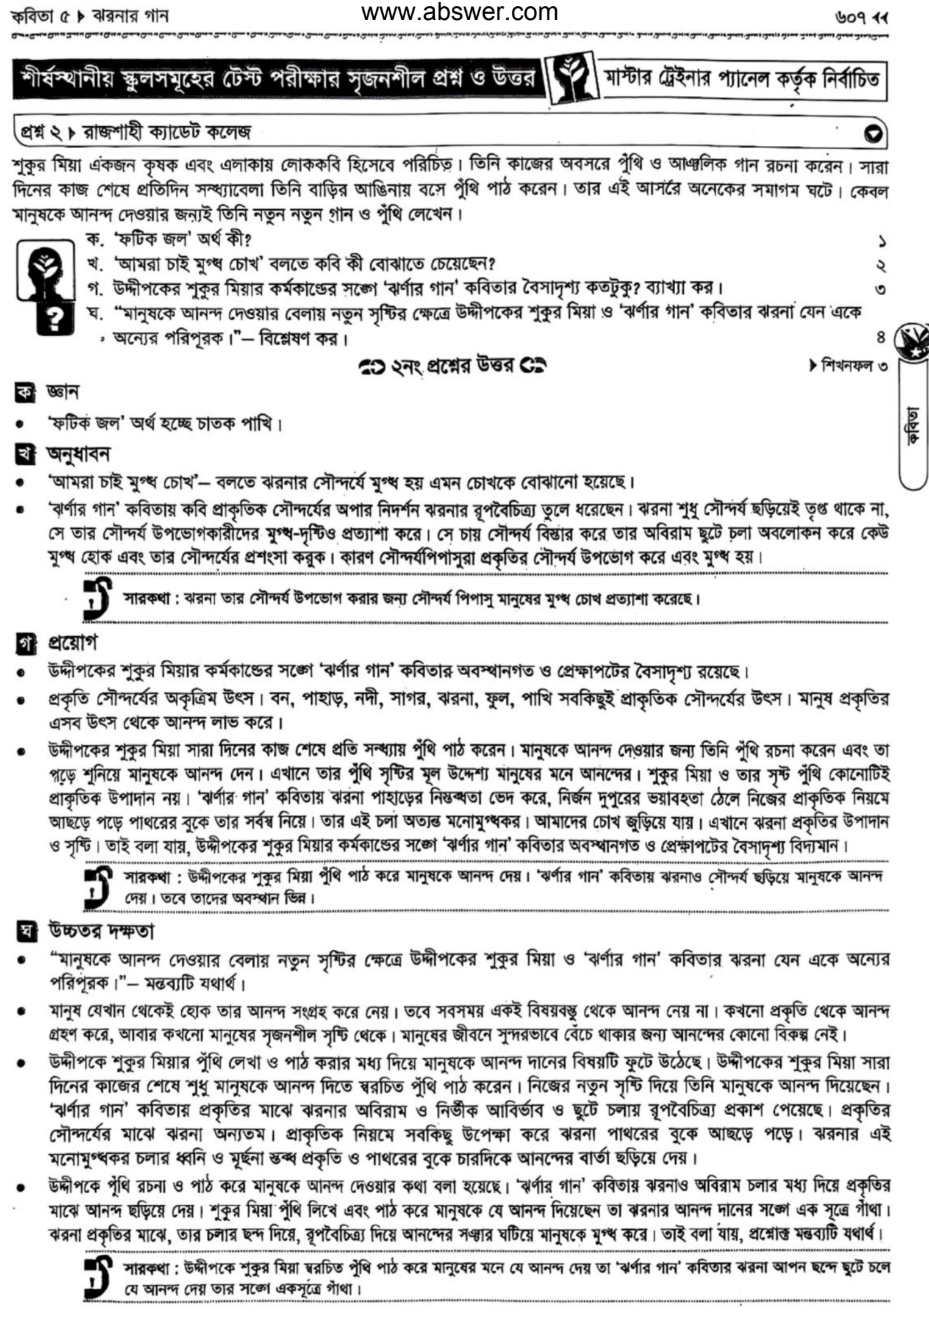 কবিতা ৫ ▶ ঝরনার গান
www.abswer.com
৬০৭ ◀◀
শীর্ষস্থানীয় স্কুলসমূহের টেস্ট পরীক্ষার সৃজনশীল প্রশ্ন ও উত্তর
মাস্টার ট্রেইনার প্যানেল কর্তৃক নির্বাচিত
প্রশ্ন ২ ▶ রাজশাহী ক্যাডেট কলেজ
শুকুর মিয়া একজন কৃষক এবং এলাকায় লোককবি হিসেবে পরিচিত। তিনি কাজের অবসরে পুঁথি ও আঞ্চলিক গান রচনা করেন। সারা
দিনের কাজ শেষে প্রতিদিন সন্ধ্যাবেলা তিনি বাড়ির আঙিনায় বসে পুঁথি পাঠ করেন। তার এই আসরে অনেকের সমাগম ঘটে। কেবল
মানুষকে আনন্দ দেওয়ার জন্যই তিনি নতুন নতুন গান ও পুঁথি লেখেন।
ক. ‘ফটিক জল’ অর্থ কী? ১
খ. ‘আমরা চাই মুগ্ধ চোখ’ বলতে কবি কী বোঝাতে চেয়েছেন? ২
গ. উদ্দীপকের শুকুর মিয়ার কর্মকাণ্ডের সঙ্গে ‘ঝর্ণার গান’ কবিতার বৈসাদৃশ্য কতটুকু? ব্যাখ্যা কর। ৩
ঘ. “মানুষকে আনন্দ দেওয়ার বেলায় নতুন সৃষ্টির ক্ষেত্রে উদ্দীপকের শুকুর মিয়া ও ‘ঝর্ণার গান’ কবিতার ঝরনা যেন একে
অন্যের পরিপূরক।”– বিশ্লেষণ কর। ৪
২নং প্রশ্নের উত্তর
▶ শিখনফল ৩
কবিতা
ক জ্ঞান
• ‘ফটিক জল’ অর্থ হচ্ছে চাতক পাখি।
খ অনুধাবন
• ‘আমরা চাই মুগ্ধ চোখ’– বলতে ঝরনার সৌন্দর্যে মুগ্ধ হয় এমন চোখকে বোঝানো হয়েছে।
• ‘ঝর্ণার গান’ কবিতায় কবি প্রাকৃতিক সৌন্দর্যের অপার নিদর্শন ঝরনার রূপবৈচিত্র্য তুলে ধরেছেন। ঝরনা শুধু সৌন্দর্য ছড়িয়েই তৃপ্ত থাকে না,
সে তার সৌন্দর্য উপভোগকারীদের মুগ্ধ-দৃষ্টিও প্রত্যাশা করে। সে চায় সৌন্দর্য বিস্তার করে তার অবিরাম ছুটে চলা অবলোকন করে কেউ
মুগ্ধ হোক এবং তার সৌন্দর্যের প্রশংসা করুক। কারণ সৌন্দর্যপিপাসুরা প্রকৃতির সৌন্দর্য উপভোগ করে এবং মুগ্ধ হয়।
সারকথা : ঝরনা তার সৌন্দর্য উপভোগ করার জন্য সৌন্দর্য পিপাসু মানুষের মুগ্ধ চোখ প্রত্যাশা করেছে।
গ প্রয়োগ
• উদ্দীপকের শুকুর মিয়ার কর্মকাণ্ডের সঙ্গে ‘ঝর্ণার গান’ কবিতার অবস্থানগত ও প্রেক্ষাপটের বৈসাদৃশ্য রয়েছে।
• প্রকৃতি সৌন্দর্যের অকৃত্রিম উৎস। বন, পাহাড়, নদী, সাগর, ঝরনা, ফুল, পাখি সবকিছুই প্রাকৃতিক সৌন্দর্যের উৎস। মানুষ প্রকৃতির
এসব উৎস থেকে আনন্দ লাভ করে।
• উদ্দীপকের শুকুর মিয়া সারা দিনের কাজ শেষে প্রতি সন্ধ্যায় পুঁথি পাঠ করেন। মানুষকে আনন্দ দেওয়ার জন্য তিনি পুঁথি রচনা করেন এবং তা
পড়ে শুনিয়ে মানুষকে আনন্দ দেন। এখানে তার পুঁথি সৃষ্টির মূল উদ্দেশ্য মানুষের মনে আনন্দের। শুকুর মিয়া ও তার সৃষ্ট পুঁথি কোনোটিই
প্রাকৃতিক উপাদান নয়। ‘ঝর্ণার গান’ কবিতায় ঝরনা পাহাড়ের নিস্তব্ধতা ভেদ করে, নির্জন দুপুরের ভয়াবহতা ঠেলে নিজের প্রাকৃতিক নিয়মে
আছড়ে পড়ে পাথরের বুকে তার সর্বস্ব নিয়ে। তার এই চলা অত্যন্ত মনোমুগ্ধকর। আমাদের চোখ জুড়িয়ে যায়। এখানে ঝরনা প্রকৃতির উপাদান
ও সৃষ্টি। তাই বলা যায়, উদ্দীপকের শুকুর মিয়ার কর্মকাণ্ডের সঙ্গে ‘ঝর্ণার গান’ কবিতার অবস্থানগত ও প্রেক্ষাপটের বৈসাদৃশ্য বিদ্যমান।
সারকথা : উদ্দীপকের শুকুর মিয়া পুঁথি পাঠ করে মানুষকে আনন্দ দেয়। ‘ঝর্ণার গান’ কবিতায় ঝরনাও সৌন্দর্য ছড়িয়ে মানুষকে আনন্দ
দেয়। তবে তাদের অবস্থান ভিন্ন।
ঘ উচ্চতর দক্ষতা
• “মানুষকে আনন্দ দেওয়ার বেলায় নতুন সৃষ্টির ক্ষেত্রে উদ্দীপকের শুকুর মিয়া ও ‘ঝর্ণার গান’ কবিতার ঝরনা যেন একে অন্যের
পরিপূরক।”– মন্তব্যটি যথার্থ।
• মানুষ যেখান থেকেই হোক তার আনন্দ সংগ্রহ করে নেয়। তবে সবসময় একই বিষয়বস্তু থেকে আনন্দ নেয় না। কখনো প্রকৃতি থেকে আনন্দ
গ্রহণ করে, আবার কখনো মানুষের সৃজনশীল সৃষ্টি থেকে। মানুষের জীবনে সুন্দরভাবে বেঁচে থাকার জন্য আনন্দের কোনো বিকল্প নেই।
• উদ্দীপকে শুকুর মিয়ার পুঁথি লেখা ও পাঠ করার মধ্য দিয়ে মানুষকে আনন্দ দানের বিষয়টি ফুটে উঠেছে। উদ্দীপকের শুকুর মিয়া সারা
দিনের কাজের শেষে শুধু মানুষকে আনন্দ দিতে স্বরচিত পুঁথি পাঠ করেন। নিজের নতুন সৃষ্টি দিয়ে তিনি মানুষকে আনন্দ দিয়েছেন।
‘ঝর্ণার গান’ কবিতায় প্রকৃতির মাঝে ঝরনার অবিরাম ও নির্ভীক আবির্ভাব ও ছুটে চলায় রূপবৈচিত্র্য প্রকাশ পেয়েছে। প্রকৃতির
সৌন্দর্যের মাঝে ঝরনা অন্যতম। প্রাকৃতিক নিয়মে সবকিছু উপেক্ষা করে ঝরনা পাথরের বুকে আছড়ে পড়ে। ঝরনার এই
মনোমুগ্ধকর চলার ধ্বনি ও মূর্ছনা স্তব্ধ প্রকৃতি ও পাথরের বুকে চারদিকে আনন্দের বার্তা ছড়িয়ে দেয়।
• উদ্দীপকে পুঁথি রচনা ও পাঠ করে মানুষকে আনন্দ দেওয়ার কথা বলা হয়েছে। ‘ঝর্ণার গান’ কবিতায় ঝরনাও অবিরাম চলার মধ্য দিয়ে প্রকৃতির
মাঝে আনন্দ ছড়িয়ে দেয়। শুকুর মিয়া পুঁথি লিখে এবং পাঠ করে মানুষকে যে আনন্দ দিয়েছেন তা ঝরনার আনন্দ দানের সঙ্গে এক সূত্রে গাঁথা।
ঝরনা প্রকৃতির মাঝে, তার চলার ছন্দ দিয়ে, রূপবৈচিত্র্য দিয়ে আনন্দের সঞ্চার ঘটিয়ে মানুষকে মুগ্ধ করে। তাই বলা যায়, প্রশ্নোক্ত মন্তব্যটি যথার্থ।
সারকথা : উদ্দীপকে শুকুর মিয়া স্বরচিত পুঁথি পাঠ করে মানুষের মনে যে আনন্দ দেয় তা ‘ঝর্ণার গান’ কবিতার ঝরনা আপন ছন্দে ছুটে চলে
যে আনন্দ দেয় তার সঙ্গে একসূত্রে গাঁথা।